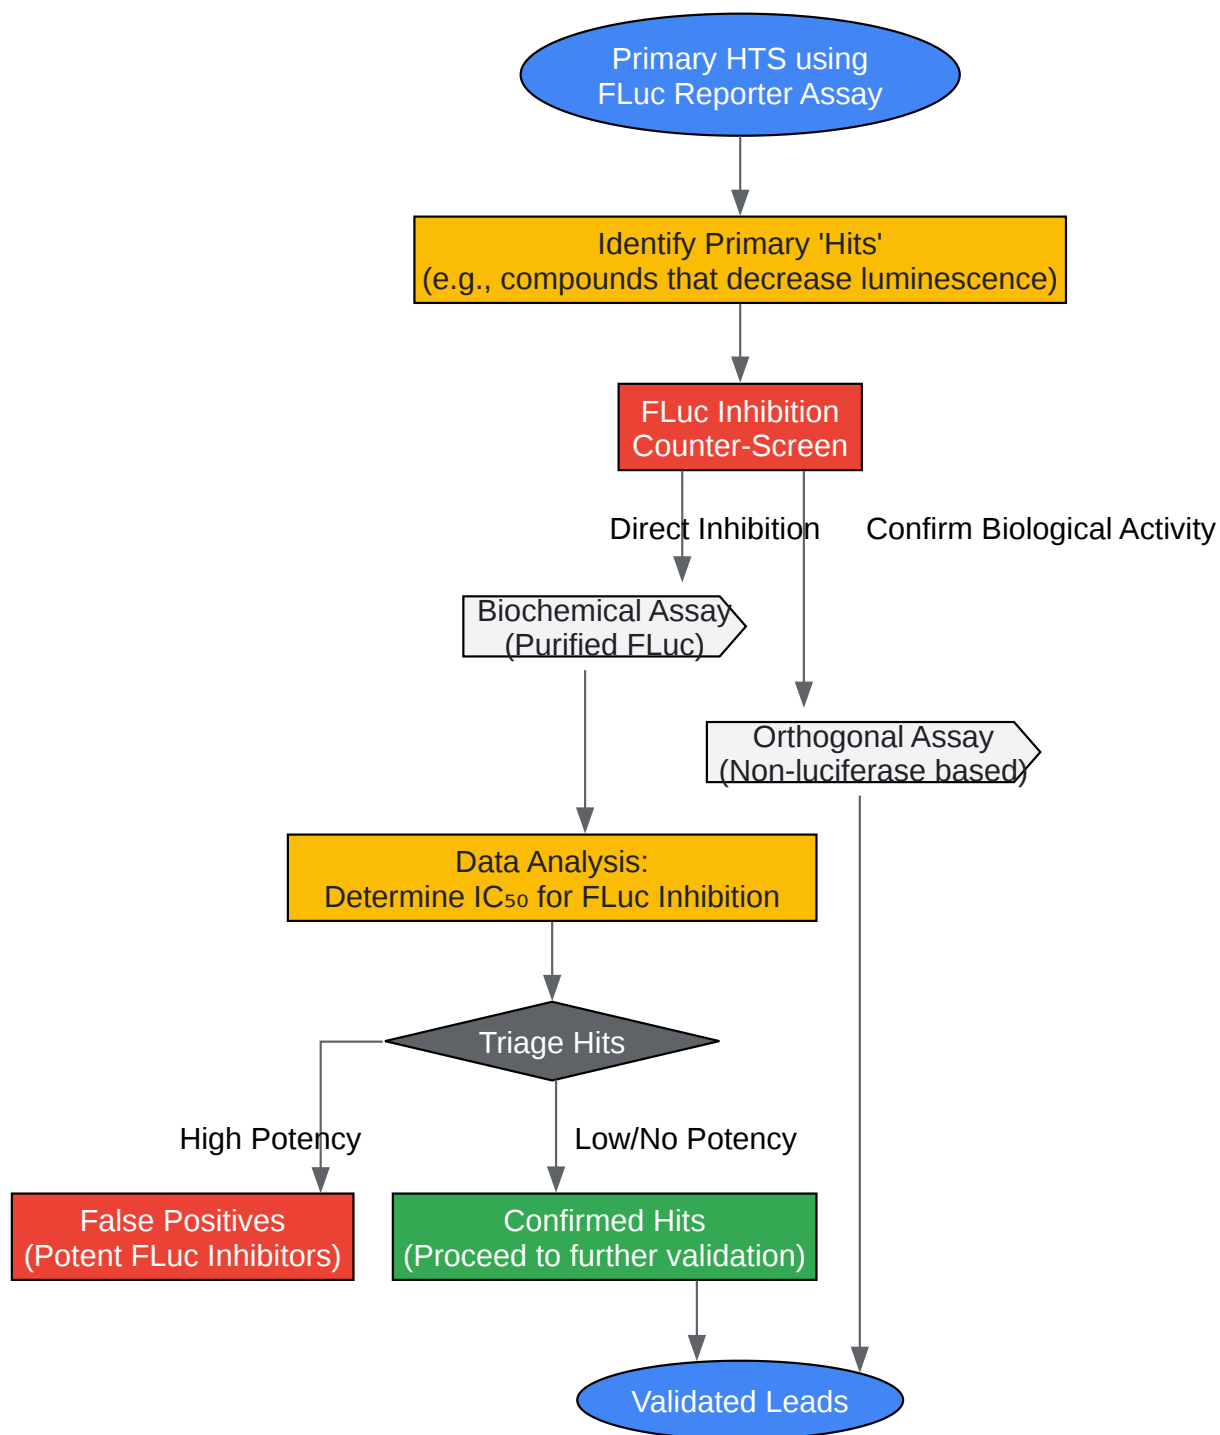 Primary HTS using
FLuc Reporter Assay
Identify Primary 'Hits'
(e.g., compounds that decrease luminescence)
FLuc Inhibition
Counter-Screen
Direct Inhibition
Confirm Biological Activity
Biochemical Assay
(Purified FLuc)
Orthogonal Assay
(Non-luciferase based)
Data Analysis:
Determine IC₅₀ for FLuc Inhibition
Triage Hits
High Potency
Low/No Potency
False Positives
(Potent FLuc Inhibitors)
Confirmed Hits
(Proceed to further validation)
Validated Leads